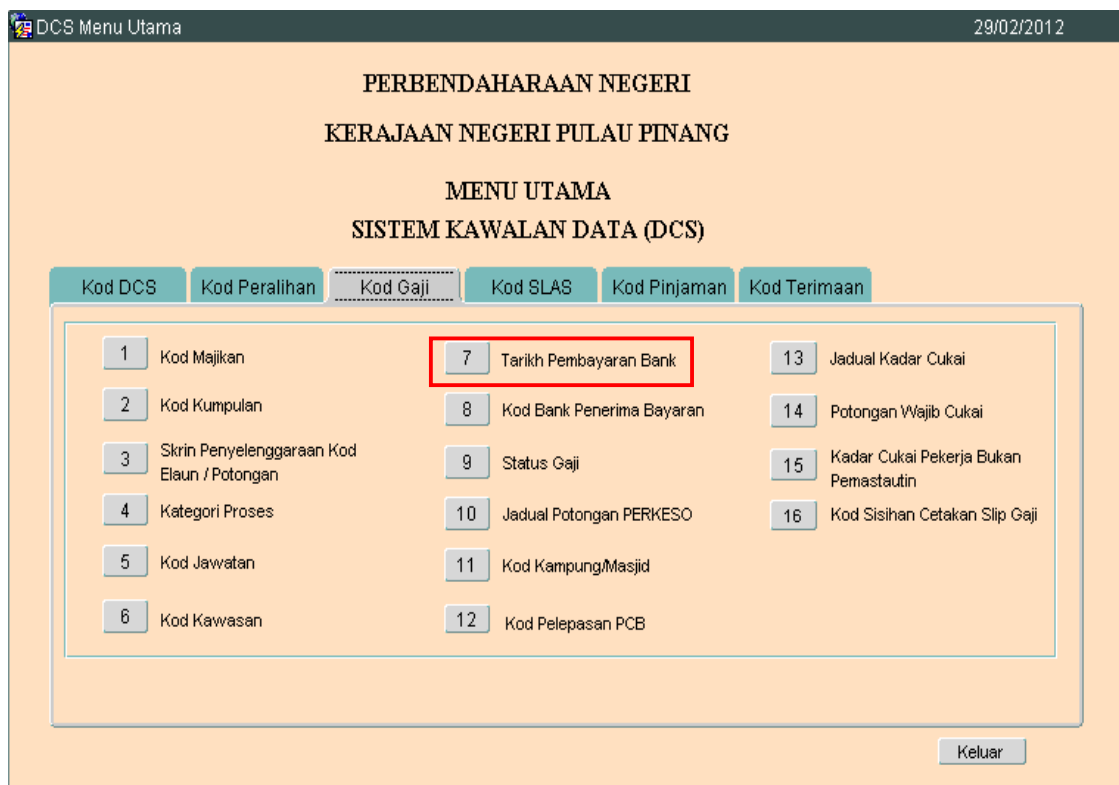 DCS Menu Utama 29/02/2012
PERBENDAHARAAN NEGERI
KERAJAAN NEGERI PULAU PINANG
MENU UTAMA
SISTEM KAWALAN DATA (DCS)
Kod DCS Kod Peralihan Kod Gaji Kod SLAS Kod Pinjaman Kod Terimaan
1 Kod Majikan
2 Kod Kumpulan
3 Skrin Penyelenggaraan Kod
Elaun / Potongan
4 Kategori Proses
5 Kod Jawatan
6 Kod Kawasan
7 Tarikh Pembayaran Bank
8 Kod Bank Penerima Bayaran
9 Status Gaji
10 Jadual Potongan PERKESO
11 Kod Kampung/Masjid
12 Kod Pelepasan PCB
13 Jadual Kadar Cukai
14 Potongan Wajib Cukai
15 Kadar Cukai Pekerja Bukan
Pemastautin
16 Kod Sisihan Cetakan Slip Gaji
Keluar